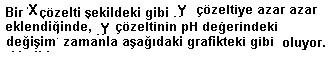 Bir X çözelti şekildeki gibi . Y çözeltiye azar azar
eklendiğinde, Y çözeltinin pH değerindeki
değişim zamanla aşağıdaki grafikteki gibi oluyor.